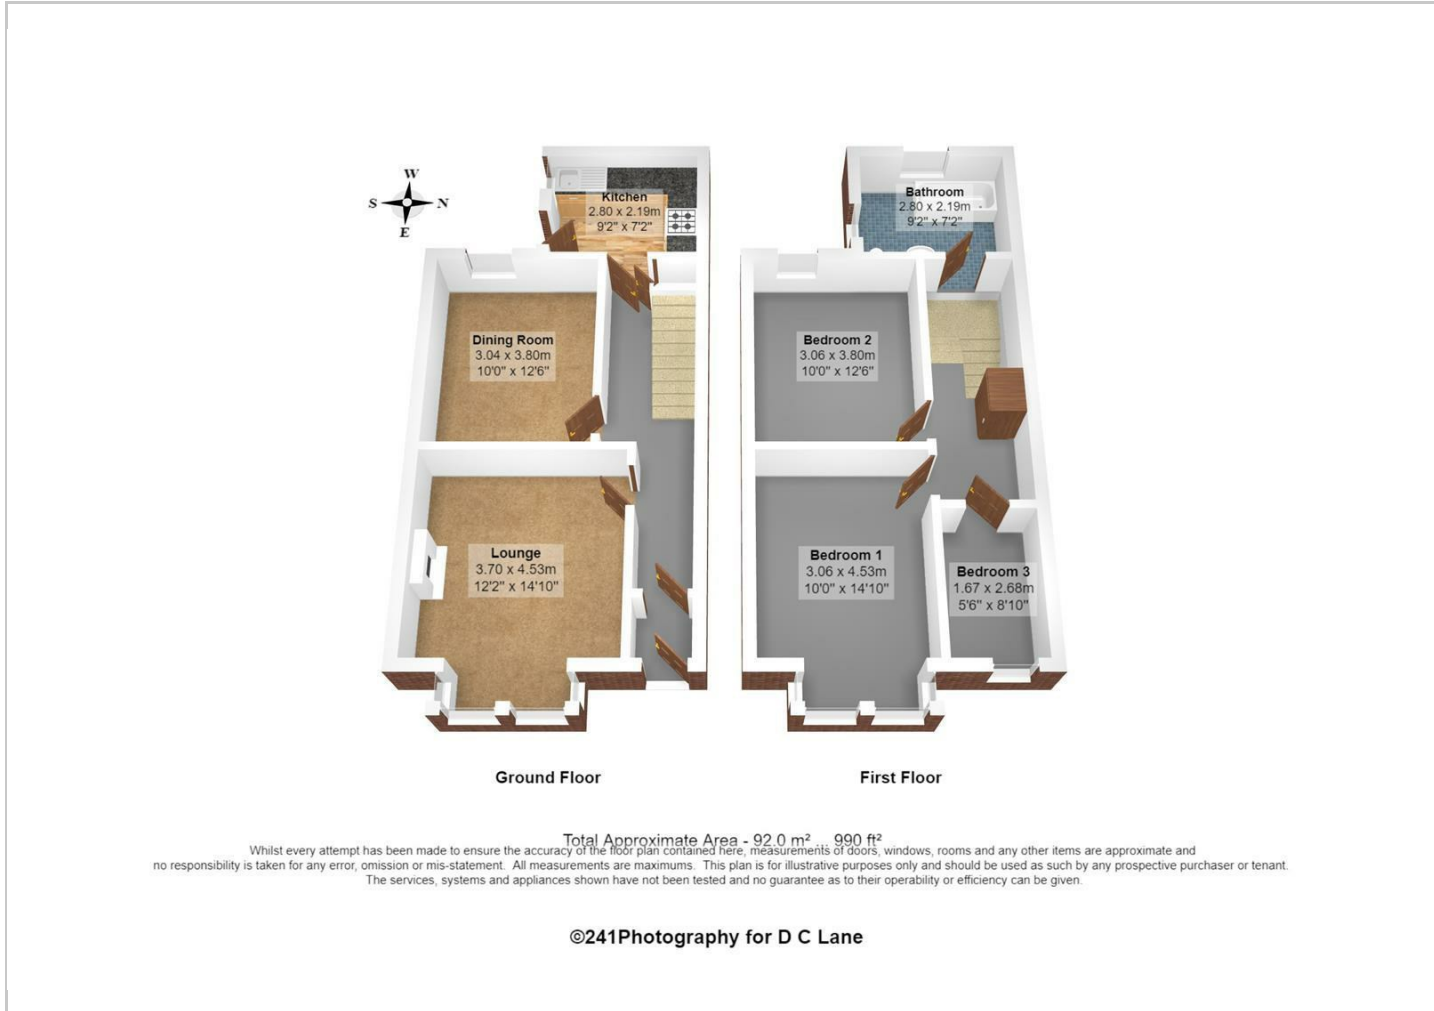 W
S N
E
Kitchen
2.80 x 2.19m
9'2" x 7'2"
Dining Room
3.04 x 3.80m
10'0" x 12'6"
Lounge
3.70 x 4.53m
12'2" x 14'10"
Bathroom
2.80 x 2.19m
9'2" x 7'2"
Bedroom 2
3.06 x 3.80m
10'0" x 12'6"
Bedroom 1
3.06 x 4.53m
10'0" x 14'10"
Bedroom 3
1.67 x 2.68m
5'6" x 8'10"
Ground Floor
First Floor
Total Approximate Area - 92.0 m² ... 990 ft²
Whilst every attempt has been made to ensure the accuracy of the floor plan contained here, measurements of doors, windows, rooms and any other items are approximate and
no responsibility is taken for any error, omission or mis-statement. All measurements are maximums. This plan is for illustrative purposes only and should be used as such by any prospective purchaser or tenant.
The services, systems and appliances shown have not been tested and no guarantee as to their operability or efficiency can be given.
©241Photography for D C Lane